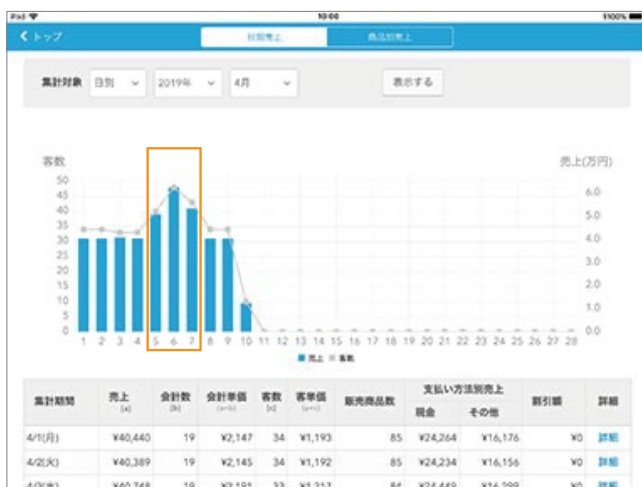 iPad 10:00 100%
トップ 日別売上 商品別売上
集計対象 日別 2019年 4月 表示する
客数 売上(万円)
50
45 6.0
40
35 5.0
30 4.0
25
20 3.0
15 2.0
10
5 1.0
0 0.0
1 2 3 4 5 6 7 8 9 10 11 12 13 14 15 16 17 18 19 20 21 22 23 24 25 26 27 28
売上 客数
集計期間 売上 [a] 会計数 [b] 会計単価 (a÷b) 客数 [c] 客単価 (a÷c) 販売商品数 支払い方法別売上 割引額 詳細
現金 その他
4/1(月) ¥40,440 19 ¥2,147 34 ¥1,193 85 ¥24,264 ¥16,176 ¥0 詳細
4/2(火) ¥40,389 19 ¥2,145 34 ¥1,192 85 ¥24,234 ¥16,156 ¥0 詳細